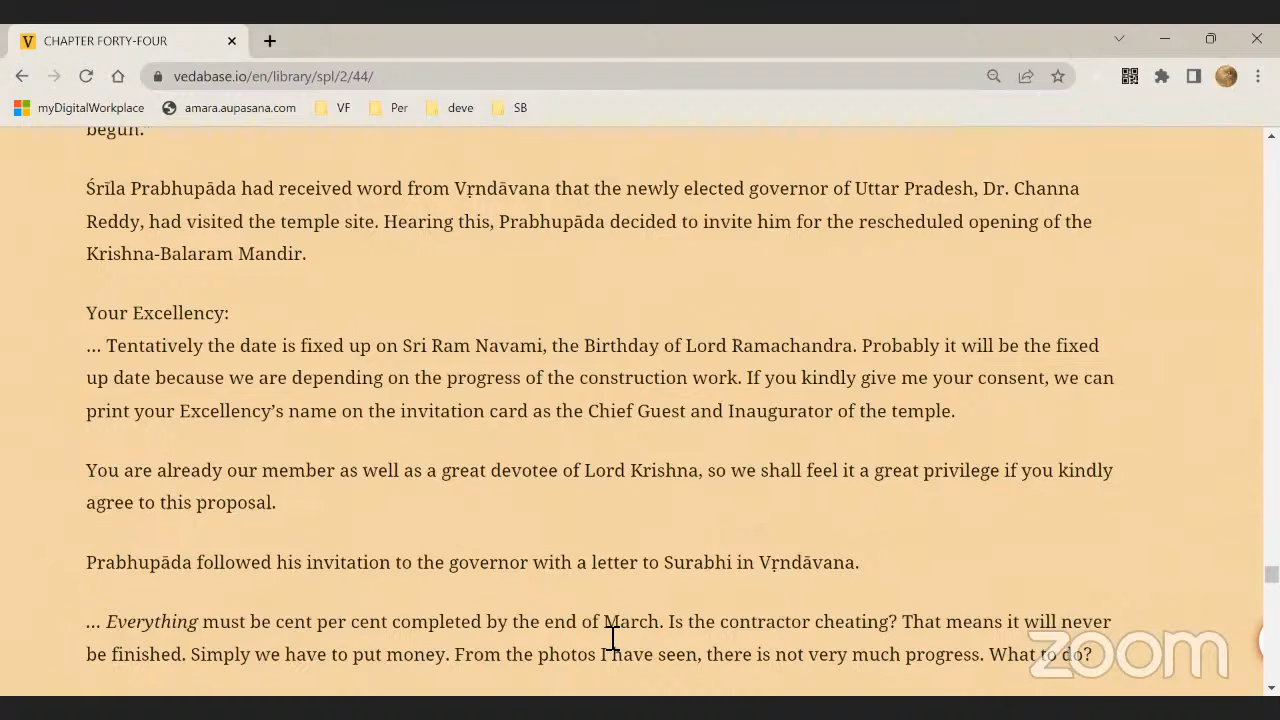 CHAPTER FORTY-FOUR
vedabase.io/en/library/spl/2/44/
myDigitalWorkplace amara.aupasana.com VF Per deve SB
begun.”
Śrīla Prabhupāda had received word from Vṛndāvana that the newly elected governor of Uttar Pradesh, Dr. Channa
Reddy, had visited the temple site. Hearing this, Prabhupāda decided to invite him for the rescheduled opening of the
Krishna-Balaram Mandir.
Your Excellency:
… Tentatively the date is fixed up on Sri Ram Navami, the Birthday of Lord Ramachandra. Probably it will be the fixed
up date because we are depending on the progress of the construction work. If you kindly give me your consent, we can
print your Excellency’s name on the invitation card as the Chief Guest and Inaugurator of the temple.
You are already our member as well as a great devotee of Lord Krishna, so we shall feel it a great privilege if you kindly
agree to this proposal.
Prabhupāda followed his invitation to the governor with a letter to Surabhi in Vṛndāvana.
… Everything must be cent per cent completed by the end of March. Is the contractor cheating? That means it will never
be finished. Simply we have to put money. From the photos I have seen, there is not very much progress. What to do?
zoom